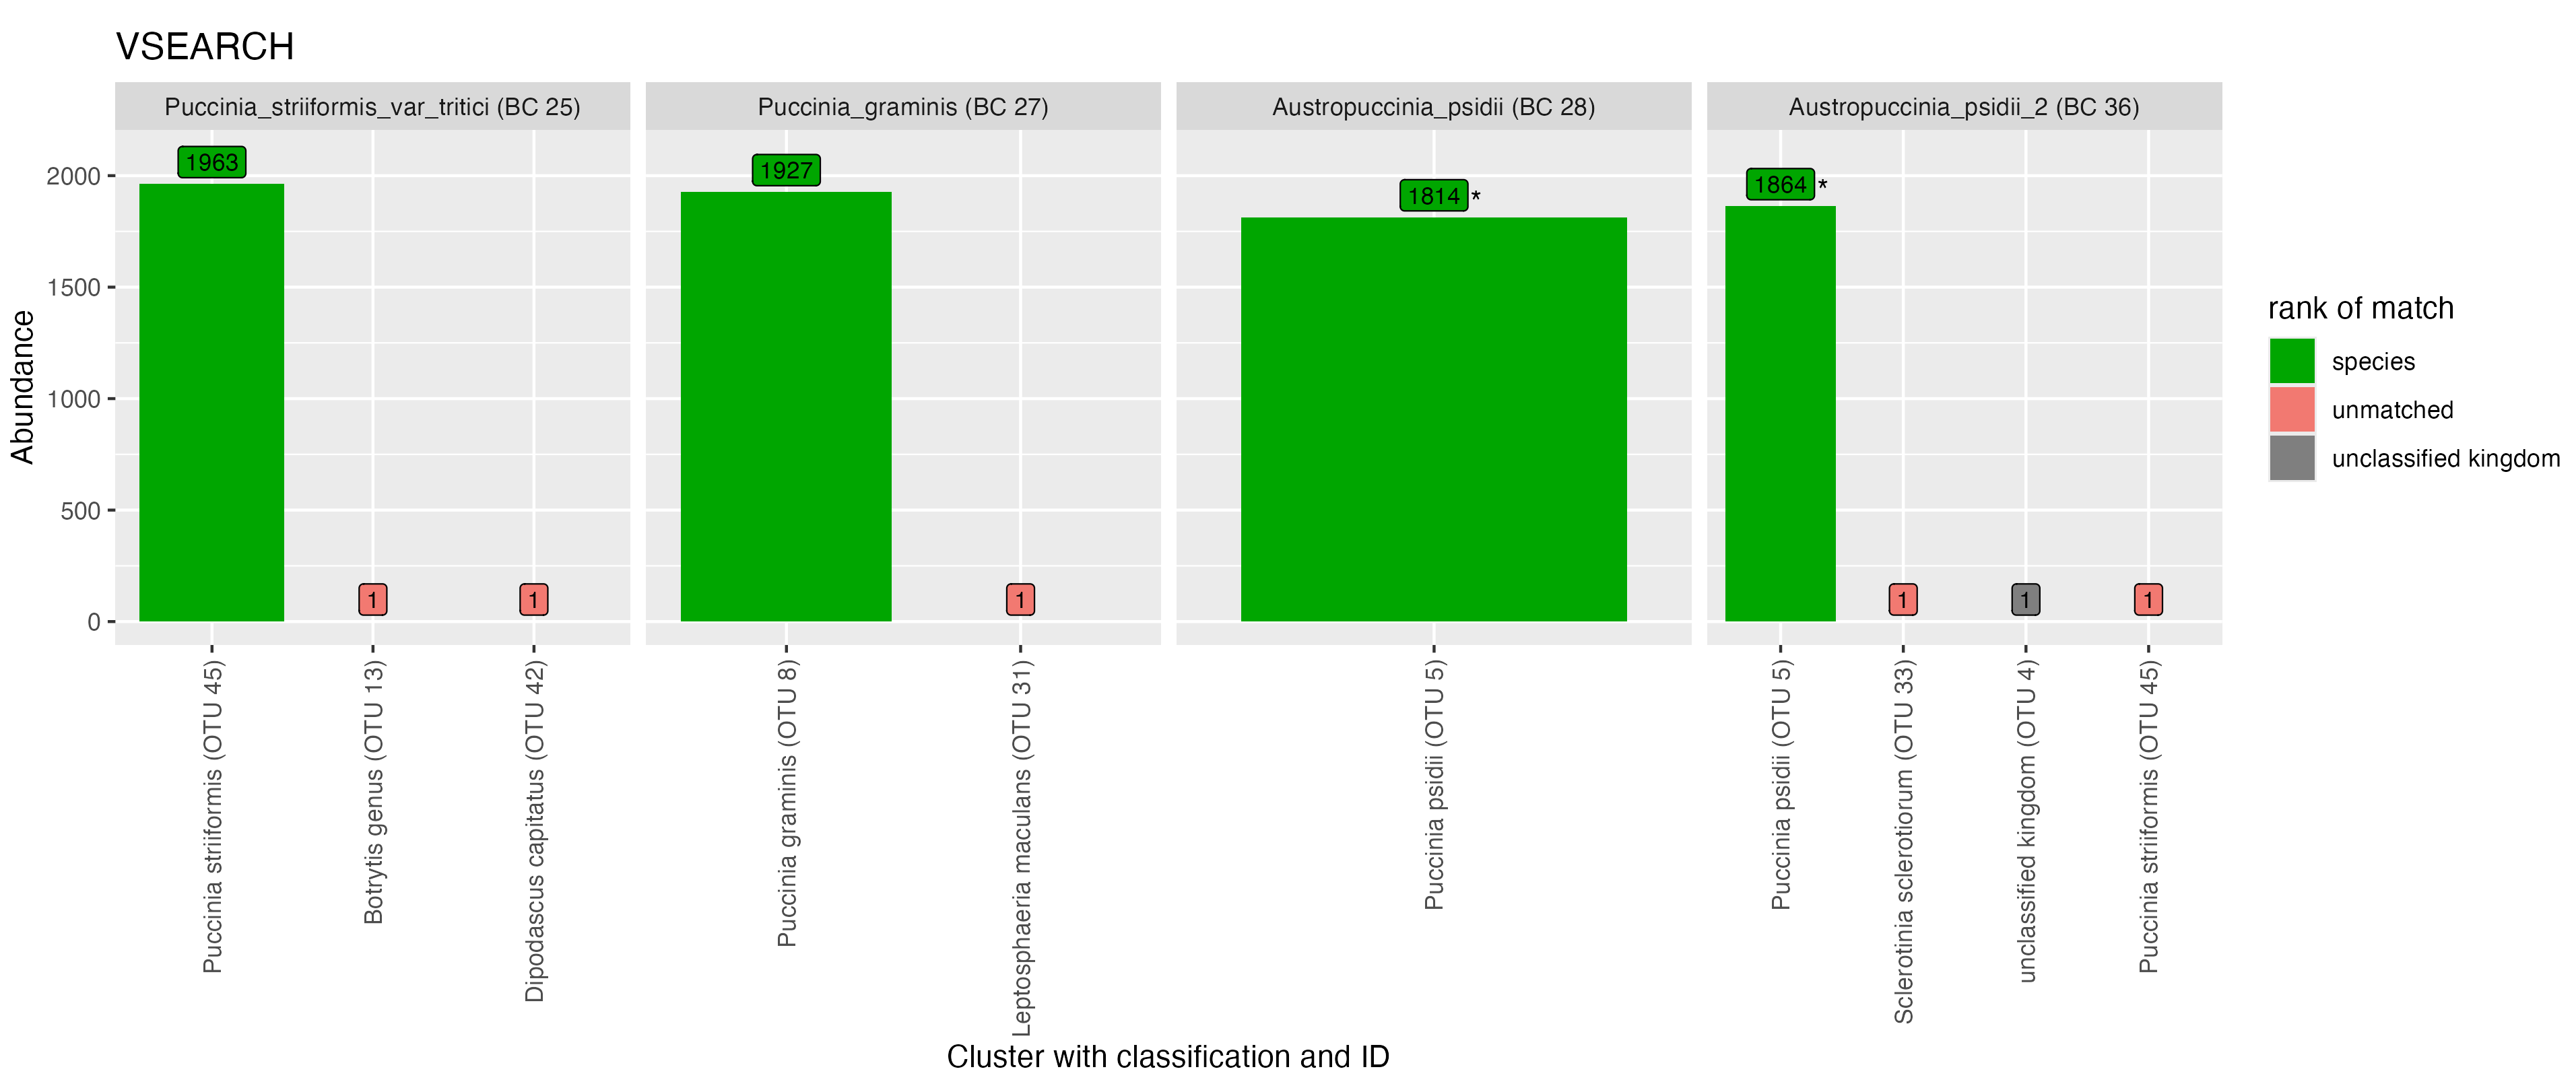 VSEARCH
Puccinia_striiformis_var_tritici (BC 25)
Puccinia_graminis (BC 27)
Austropuccinia_psidii (BC 28)
Austropuccinia_psidii_2 (BC 36)
Abundance
2000
1500
1000
500
0
1963
1
1
1927
1
1814 *
1864 *
1
1
1
Puccinia striiformis (OTU 45)
Botrytis genus (OTU 13)
Dipodascus capitatus (OTU 42)
Puccinia graminis (OTU 8)
Leptosphaeria maculans (OTU 31)
Puccinia psidii (OTU 5)
Puccinia psidii (OTU 5)
Sclerotinia sclerotiorum (OTU 33)
unclassified kingdom (OTU 4)
Puccinia striiformis (OTU 45)
Cluster with classification and ID
rank of match
species
unmatched
unclassified kingdom